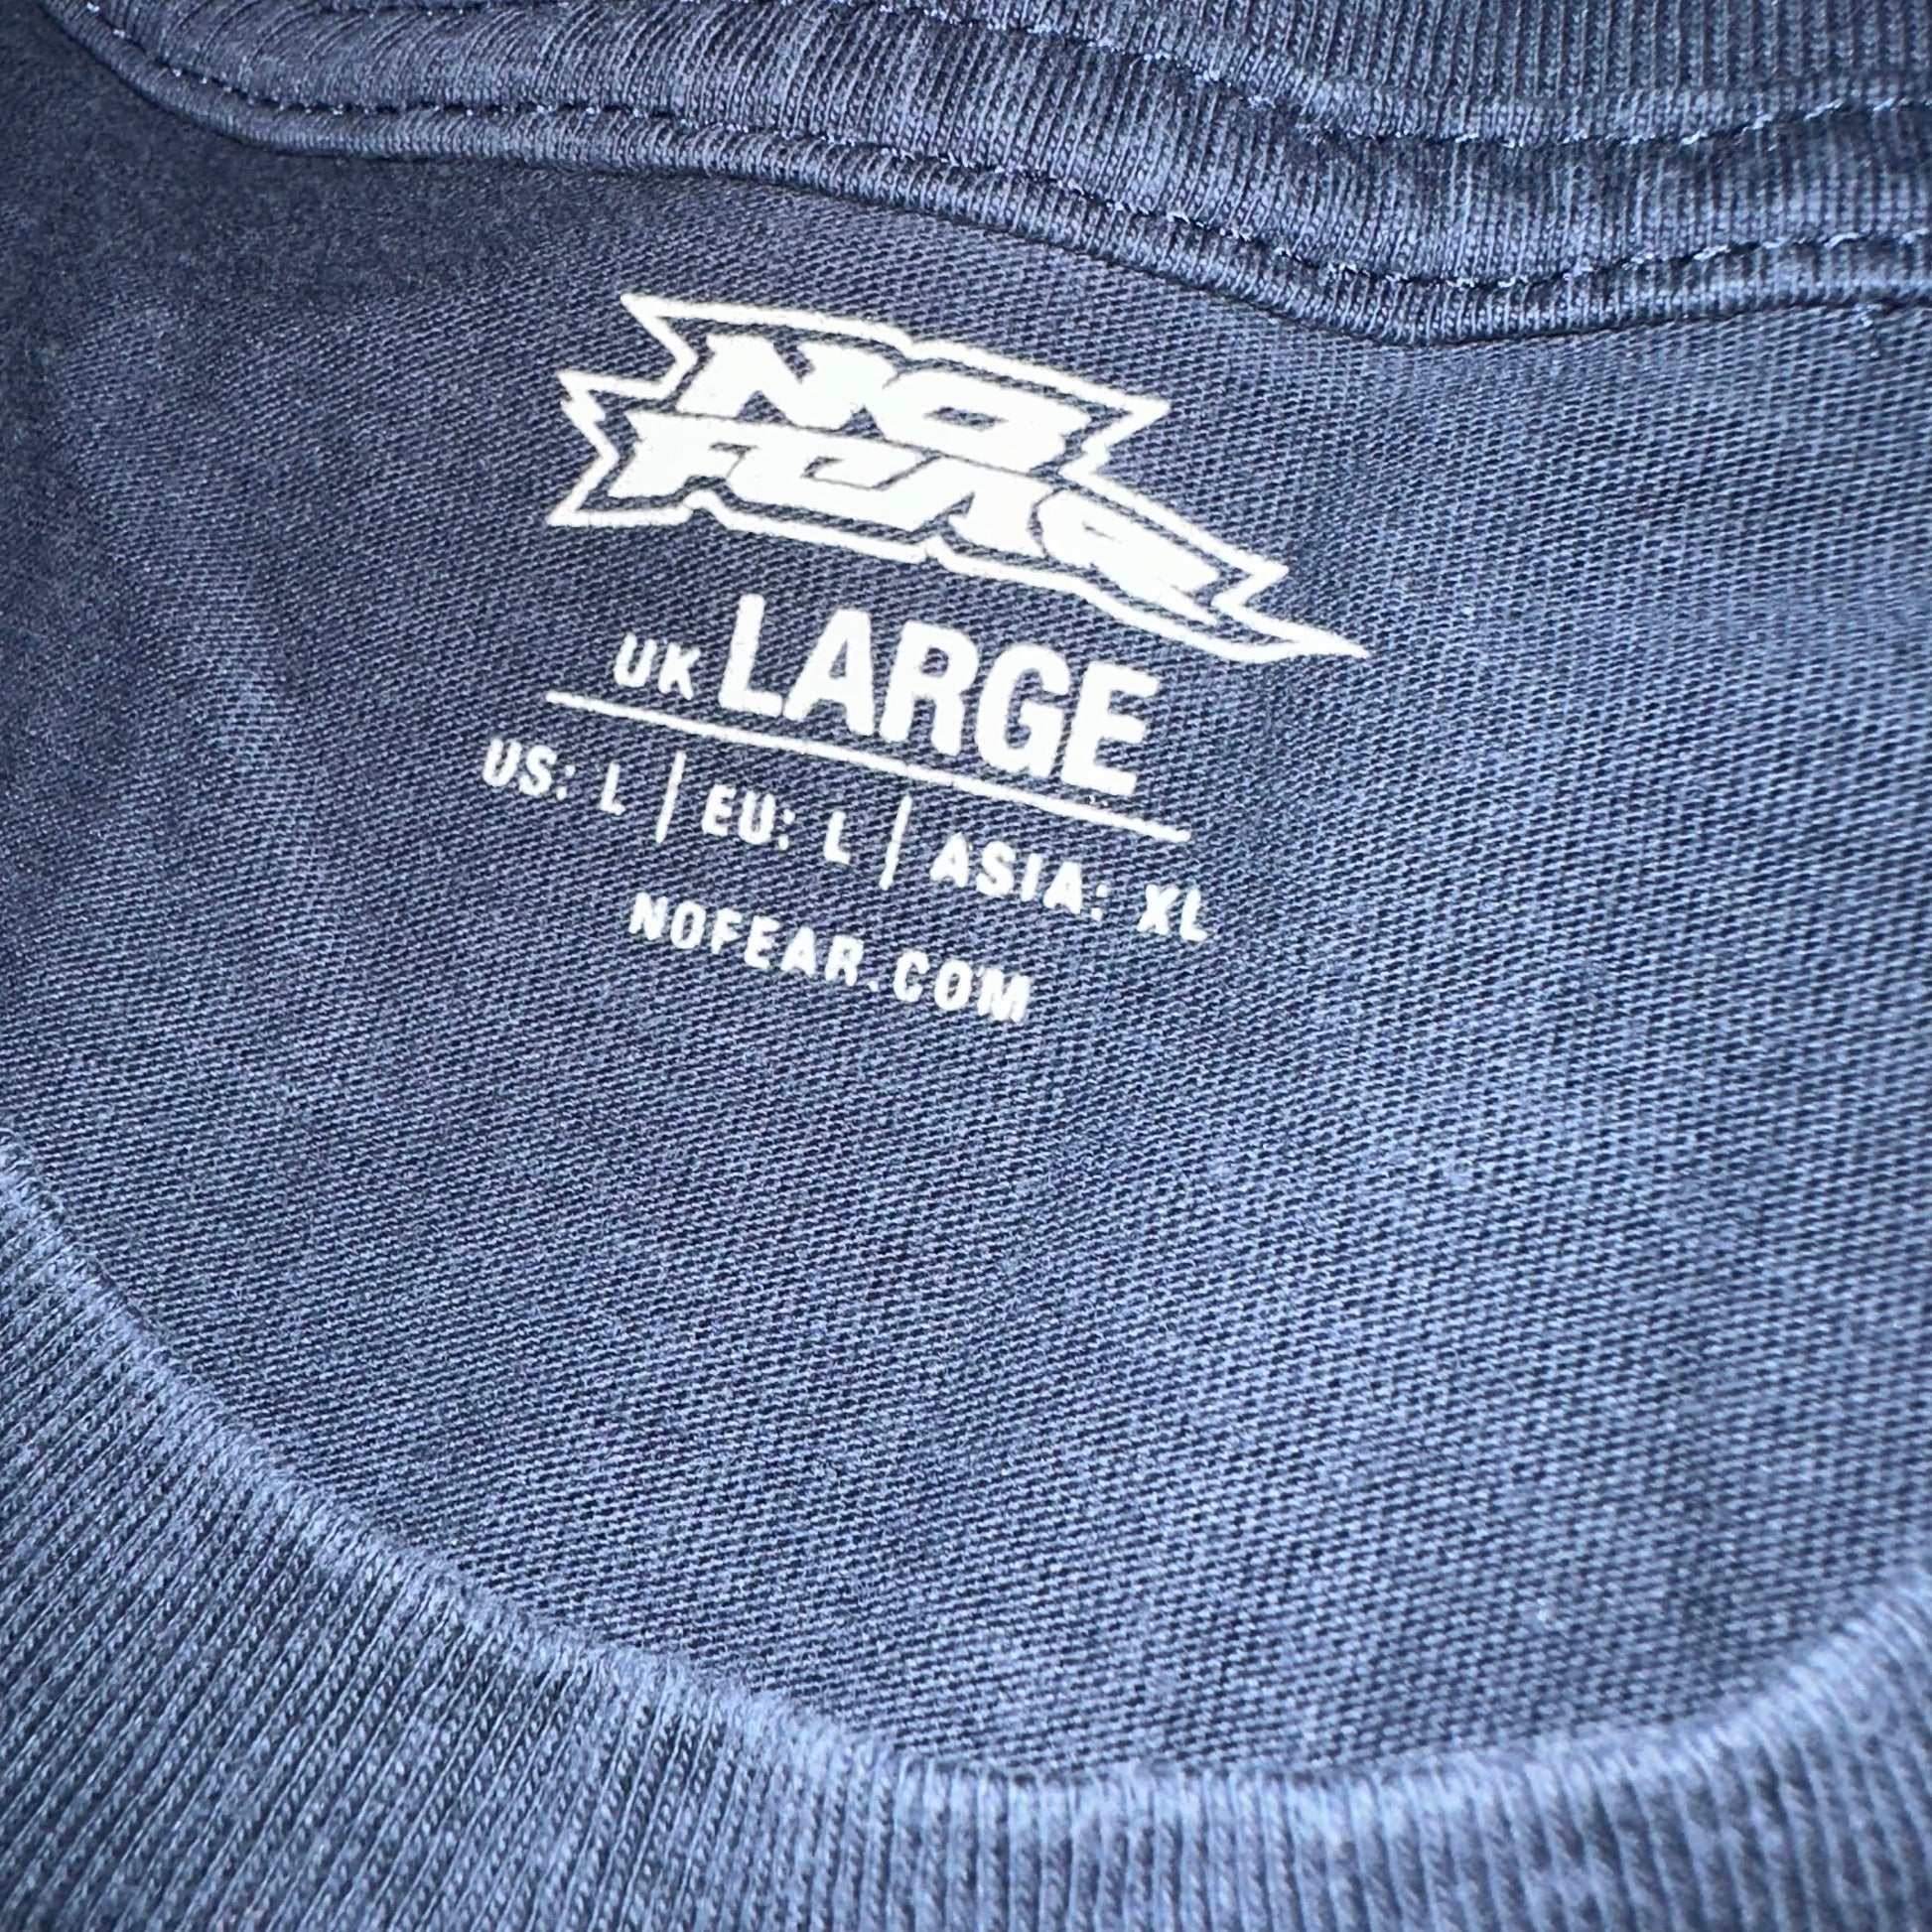 NO
FEAR
UK LARGE
US: L | EU: L | ASIA: XL
NOFEAR.COM